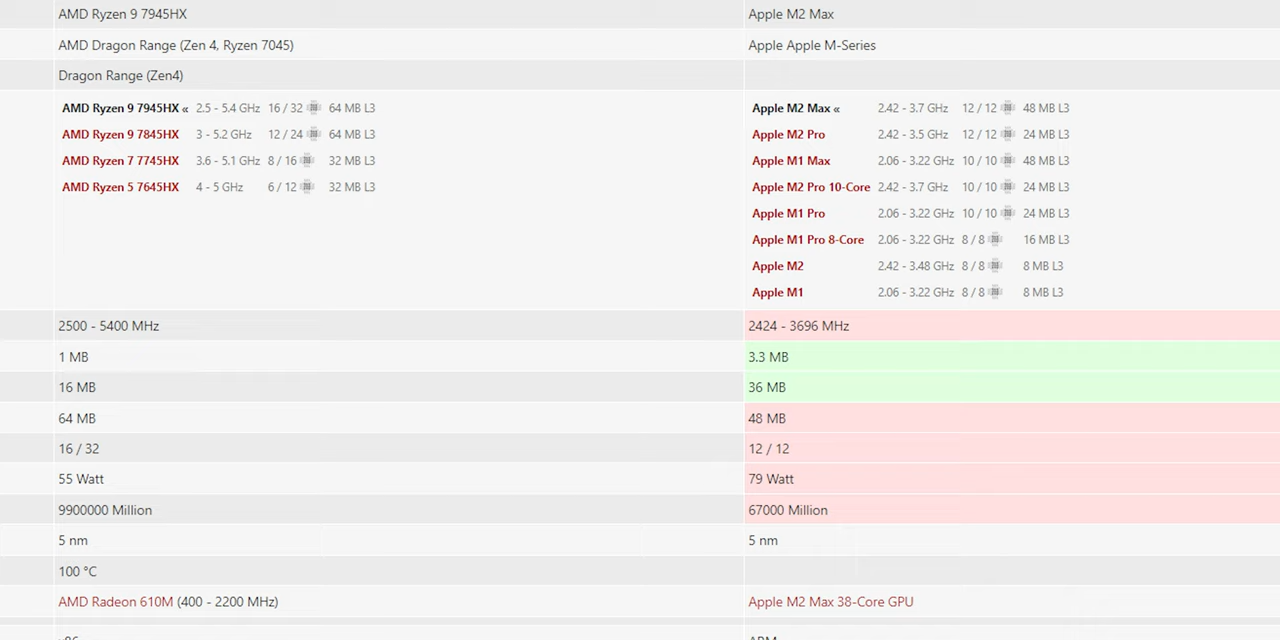 AMD Ryzen 9 7945HX Apple M2 Max
AMD Dragon Range (Zen 4, Ryzen 7045) Apple Apple M-Series
Dragon Range (Zen4)
AMD Ryzen 9 7945HX « 2.5 - 5.4 GHz 16 / 32 64 MB L3 Apple M2 Max « 2.42 - 3.7 GHz 12 / 12 48 MB L3
AMD Ryzen 9 7845HX 3 - 5.2 GHz 12 / 24 64 MB L3 Apple M2 Pro 2.42 - 3.5 GHz 12 / 12 24 MB L3
AMD Ryzen 7 7745HX 3.6 - 5.1 GHz 8 / 16 32 MB L3 Apple M1 Max 2.06 - 3.22 GHz 10 / 10 48 MB L3
AMD Ryzen 5 7645HX 4 - 5 GHz 6 / 12 32 MB L3 Apple M2 Pro 10-Core 2.42 - 3.7 GHz 10 / 10 24 MB L3
Apple M1 Pro 2.06 - 3.22 GHz 10 / 10 24 MB L3
Apple M1 Pro 8-Core 2.06 - 3.22 GHz 8 / 8 16 MB L3
Apple M2 2.42 - 3.48 GHz 8 / 8 8 MB L3
Apple M1 2.06 - 3.22 GHz 8 / 8 8 MB L3
2500 - 5400 MHz 2424 - 3696 MHz
1 MB 3.3 MB
16 MB 36 MB
64 MB 48 MB
16 / 32 12 / 12
55 Watt 79 Watt
9900000 Million 67000 Million
5 nm 5 nm
100 °C
AMD Radeon 610M (400 - 2200 MHz) Apple M2 Max 38-Core GPU